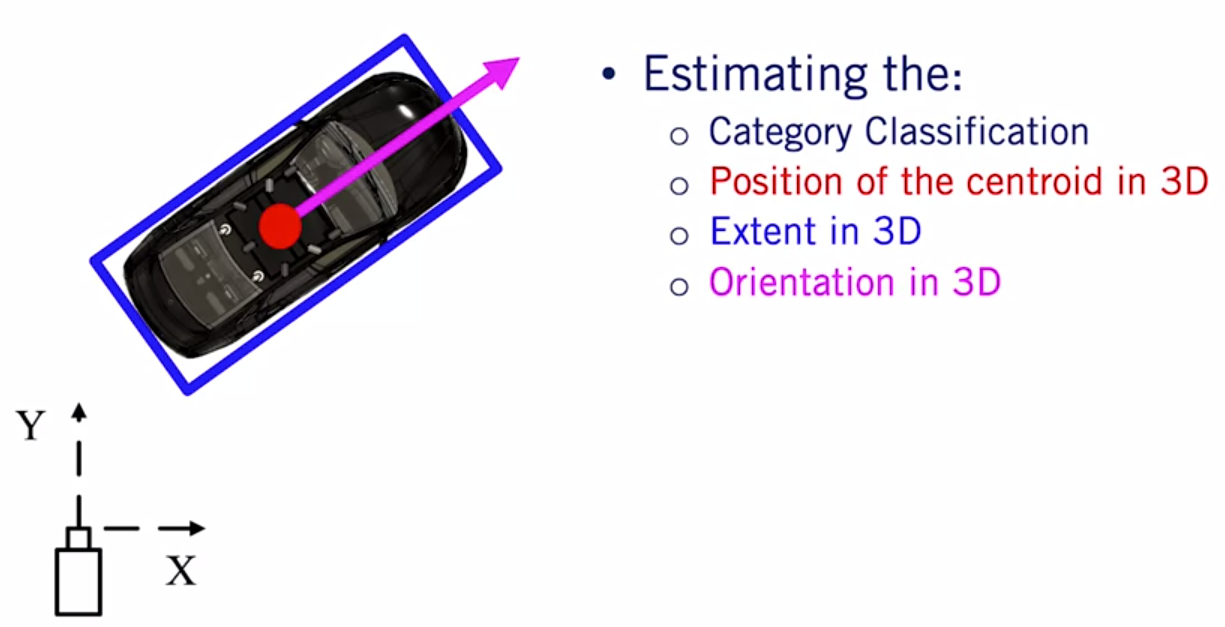 • Estimating the:
o Category Classification
o Position of the centroid in 3D
o Extent in 3D
o Orientation in 3D
Y
X